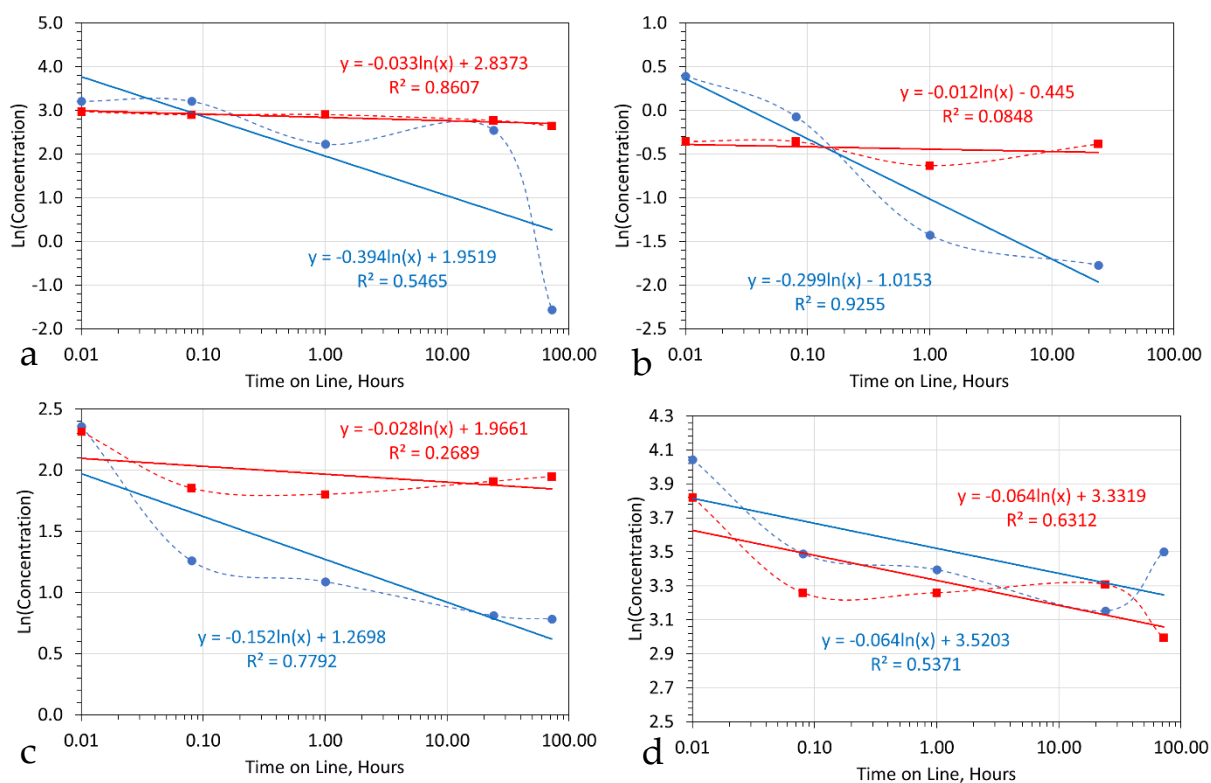 5.0
4.0
3.0
2.0
1.0
0.0
-1.0
-2.0
Ln(Concentration)
y = -0.033ln(x) + 2.8373
R² = 0.8607
y = -0.394ln(x) + 1.9519
R² = 0.5465
0.01 0.10 1.00 10.00 100.00
Time on Line, Hours
a
1.0
0.5
0.0
-0.5
-1.0
-1.5
-2.0
-2.5
Ln(Concentration)
y = -0.012ln(x) - 0.445
R² = 0.0848
y = -0.299ln(x) - 1.0153
R² = 0.9255
0.01 0.10 1.00 10.00 100.00
Time on Line, Hours
b
2.5
2.0
1.5
1.0
0.5
0.0
Ln(Concentration)
y = -0.028ln(x) + 1.9661
R² = 0.2689
y = -0.152ln(x) + 1.2698
R² = 0.7792
0.01 0.10 1.00 10.00 100.00
Time on Line, Hours
c
4.3
4.1
3.9
3.7
3.5
3.3
3.1
2.9
2.7
2.5
Ln(Concentration)
y = -0.064ln(x) + 3.3319
R² = 0.6312
y = -0.064ln(x) + 3.5203
R² = 0.5371
0.01 0.10 1.00 10.00 100.00
Time on Line, Hours
d